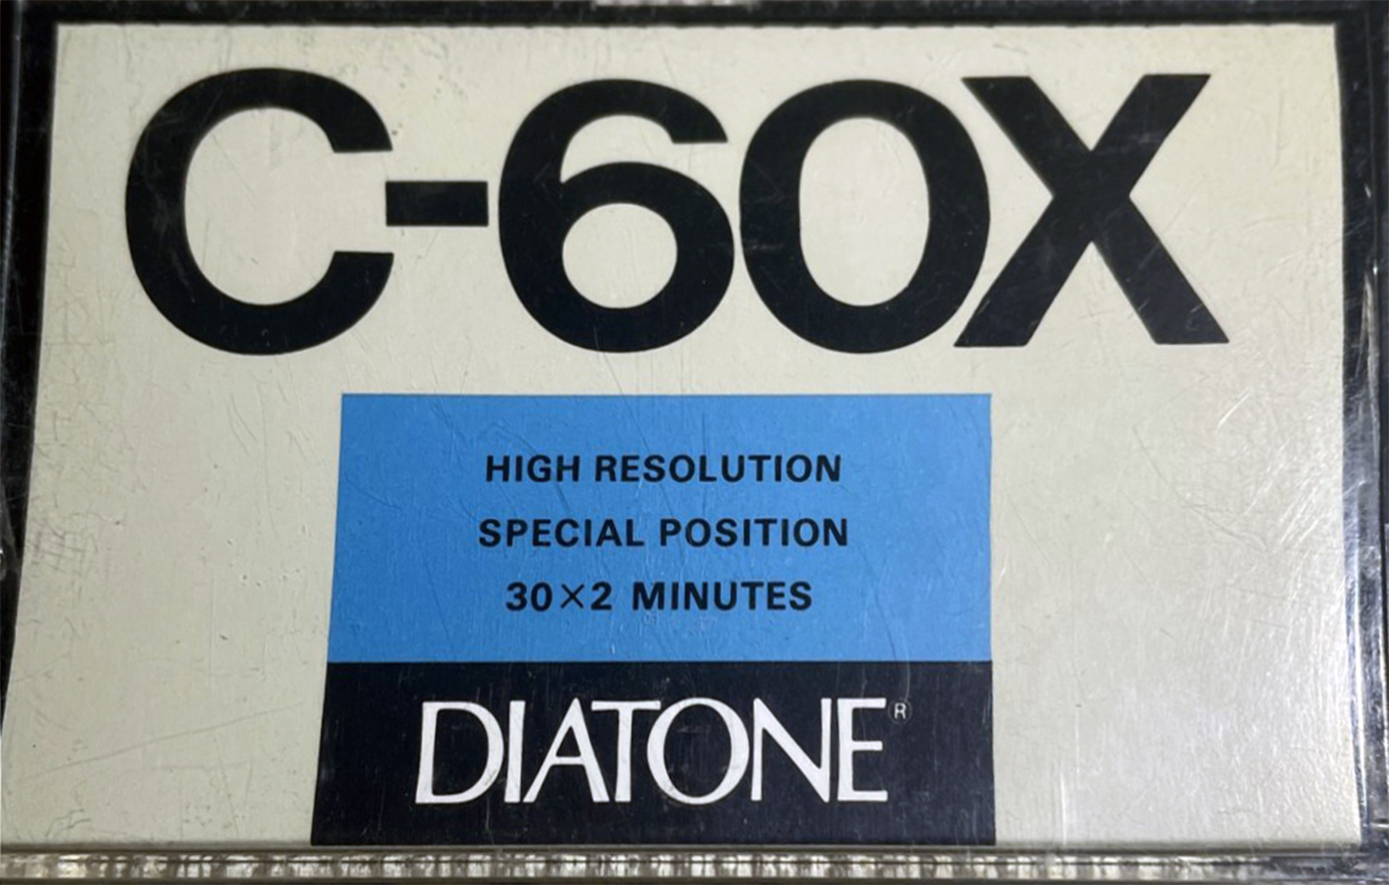 C-60X
HIGH RESOLUTION
SPECIAL POSITION
30×2 MINUTES
DIATONE®